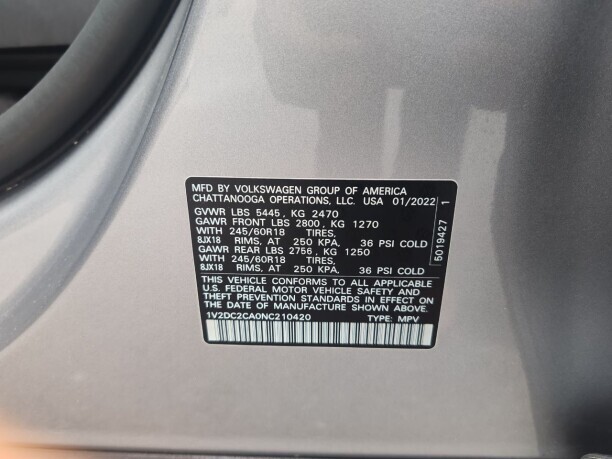 MFD BY VOLKSWAGEN GROUP OF AMERICA
CHATTANOOGA OPERATIONS, LLC. USA 01/2022
GVWR LBS 5445, KG 2470
GAWR FRONT LBS 2800, KG 1270
WITH 245/60R18 TIRES,
8JX18 RIMS, AT 250 KPA, 36 PSI COLD
GAWR REAR LBS 2756, KG 1250
WITH 245/60R18 TIRES,
8JX18 RIMS, AT 250 KPA, 36 PSI COLD
THIS VEHICLE CONFORMS TO ALL APPLICABLE
U.S. FEDERAL MOTOR VEHICLE SAFETY AND
THEFT PREVENTION STANDARDS IN EFFECT ON
THE DATE OF MANUFACTURE SHOWN ABOVE.
1V2DC2CA0NC210420 TYPE: MPV
5019427 1